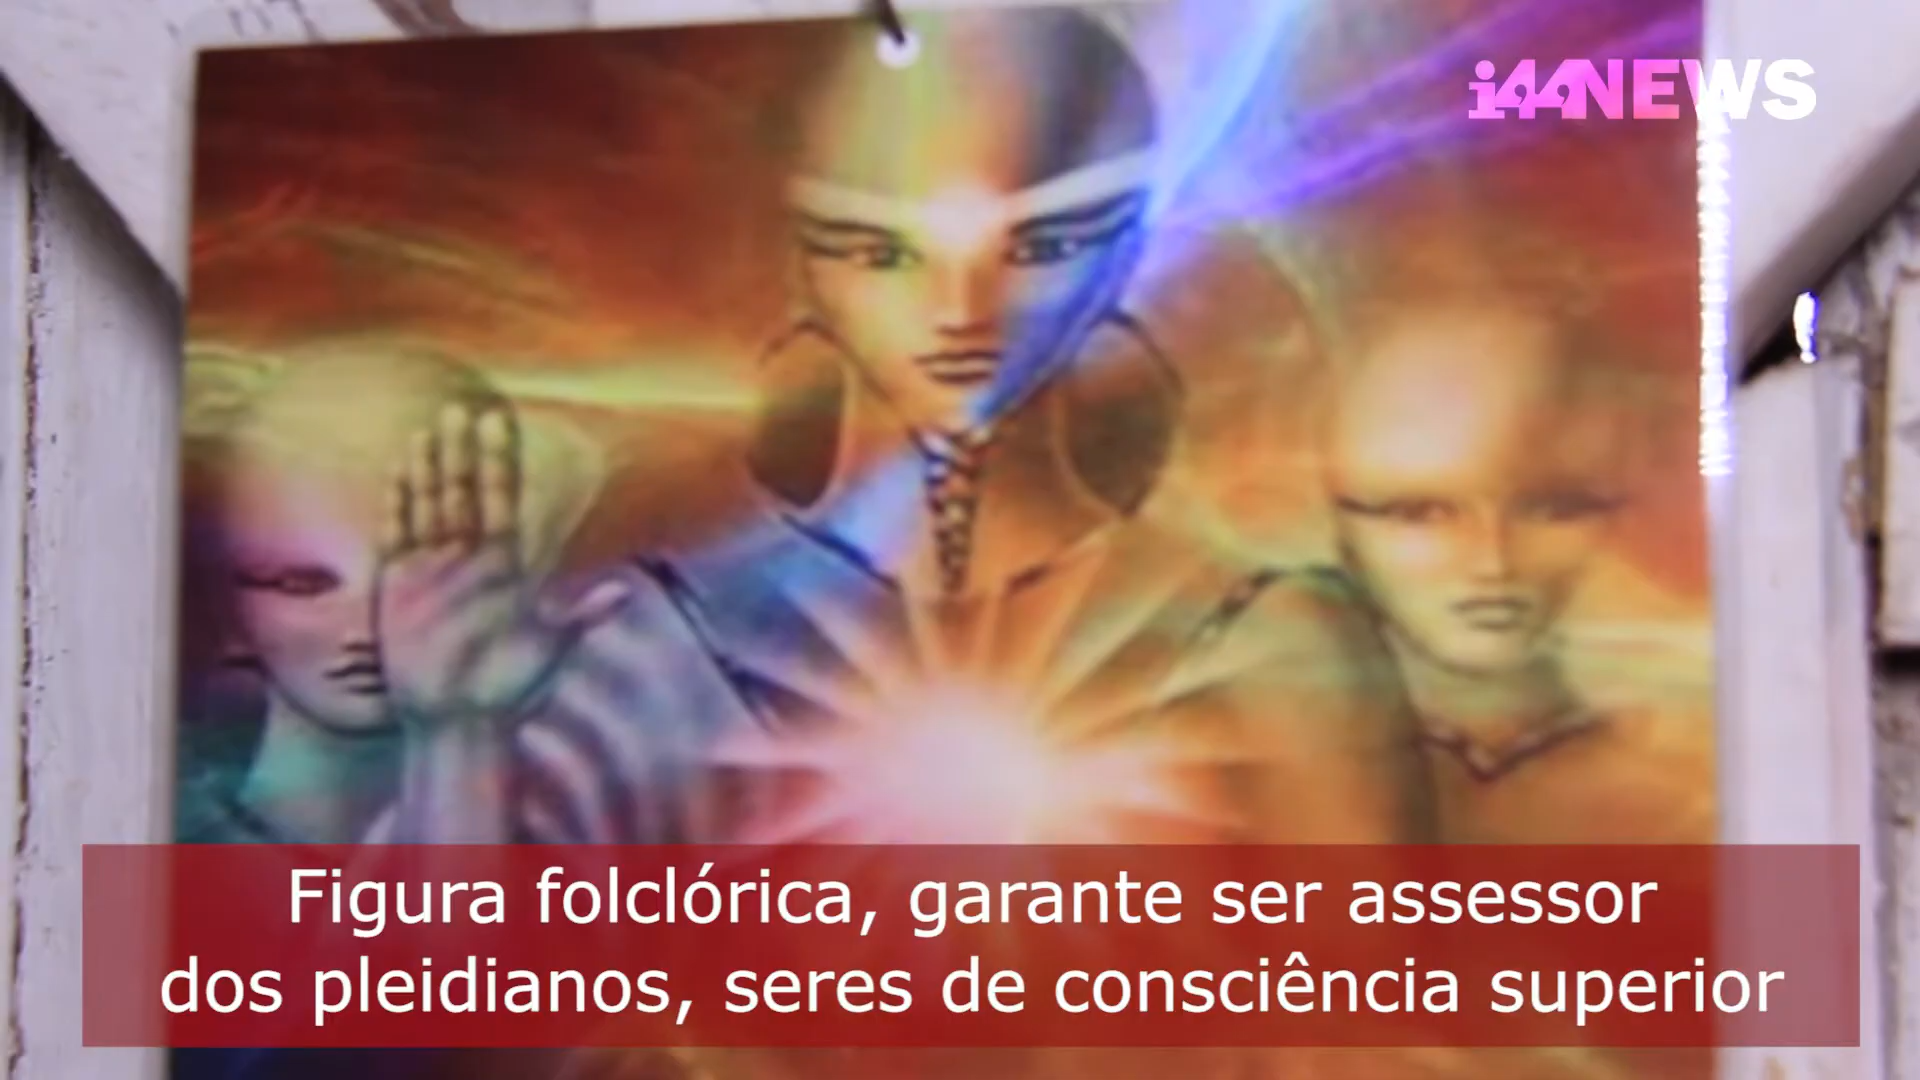 i44NEWS
Figura folclórica, garante ser assessor
dos pleidianos, seres de consciência superior